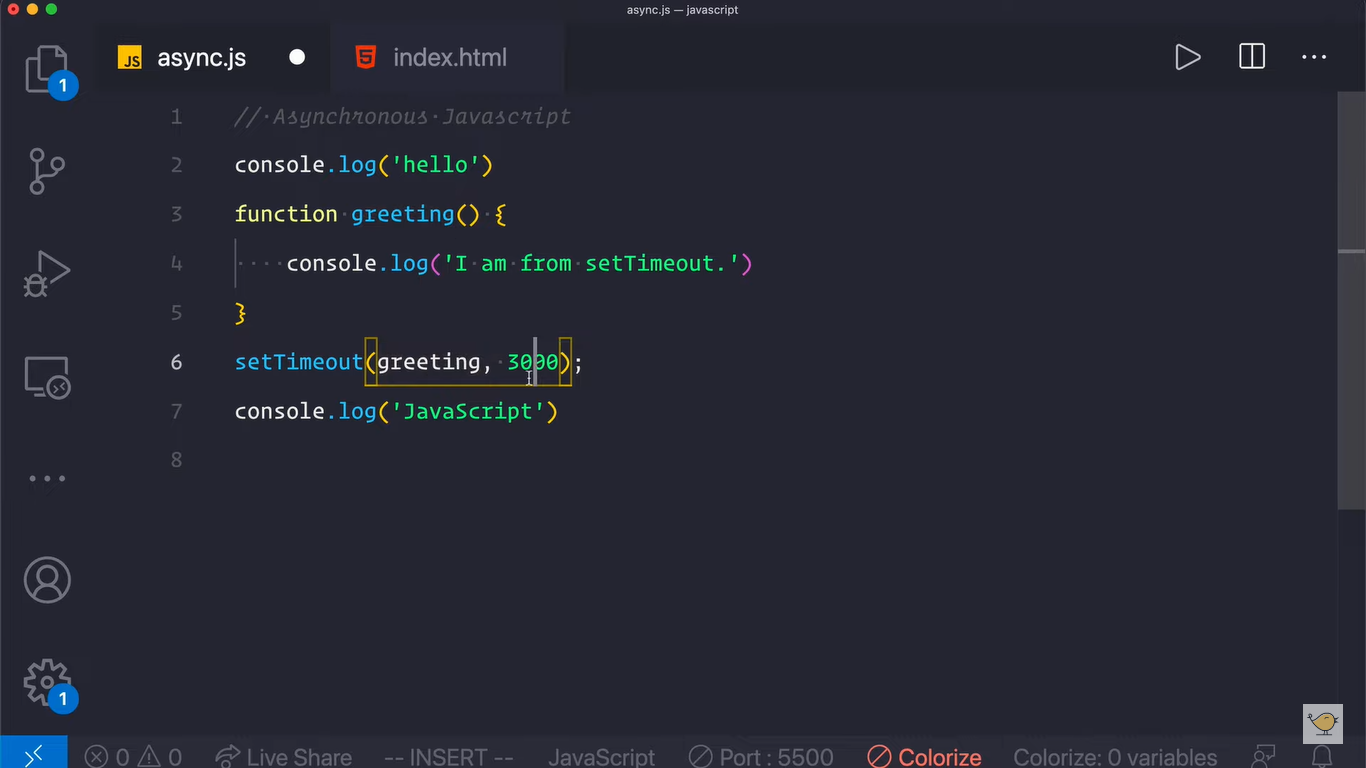 async.js — javascript
JS async.js index.html
1
1 // Asynchronous Javascript
2 console.log('hello')
3 function greeting() {
4 console.log('I am from setTimeout.')
5 }
6 setTimeout(greeting, 3000);
7 console.log('JavaScript')
8
1
0 0 Live Share -- INSERT -- JavaScript Port : 5500 Colorize Colorize: 0 variables